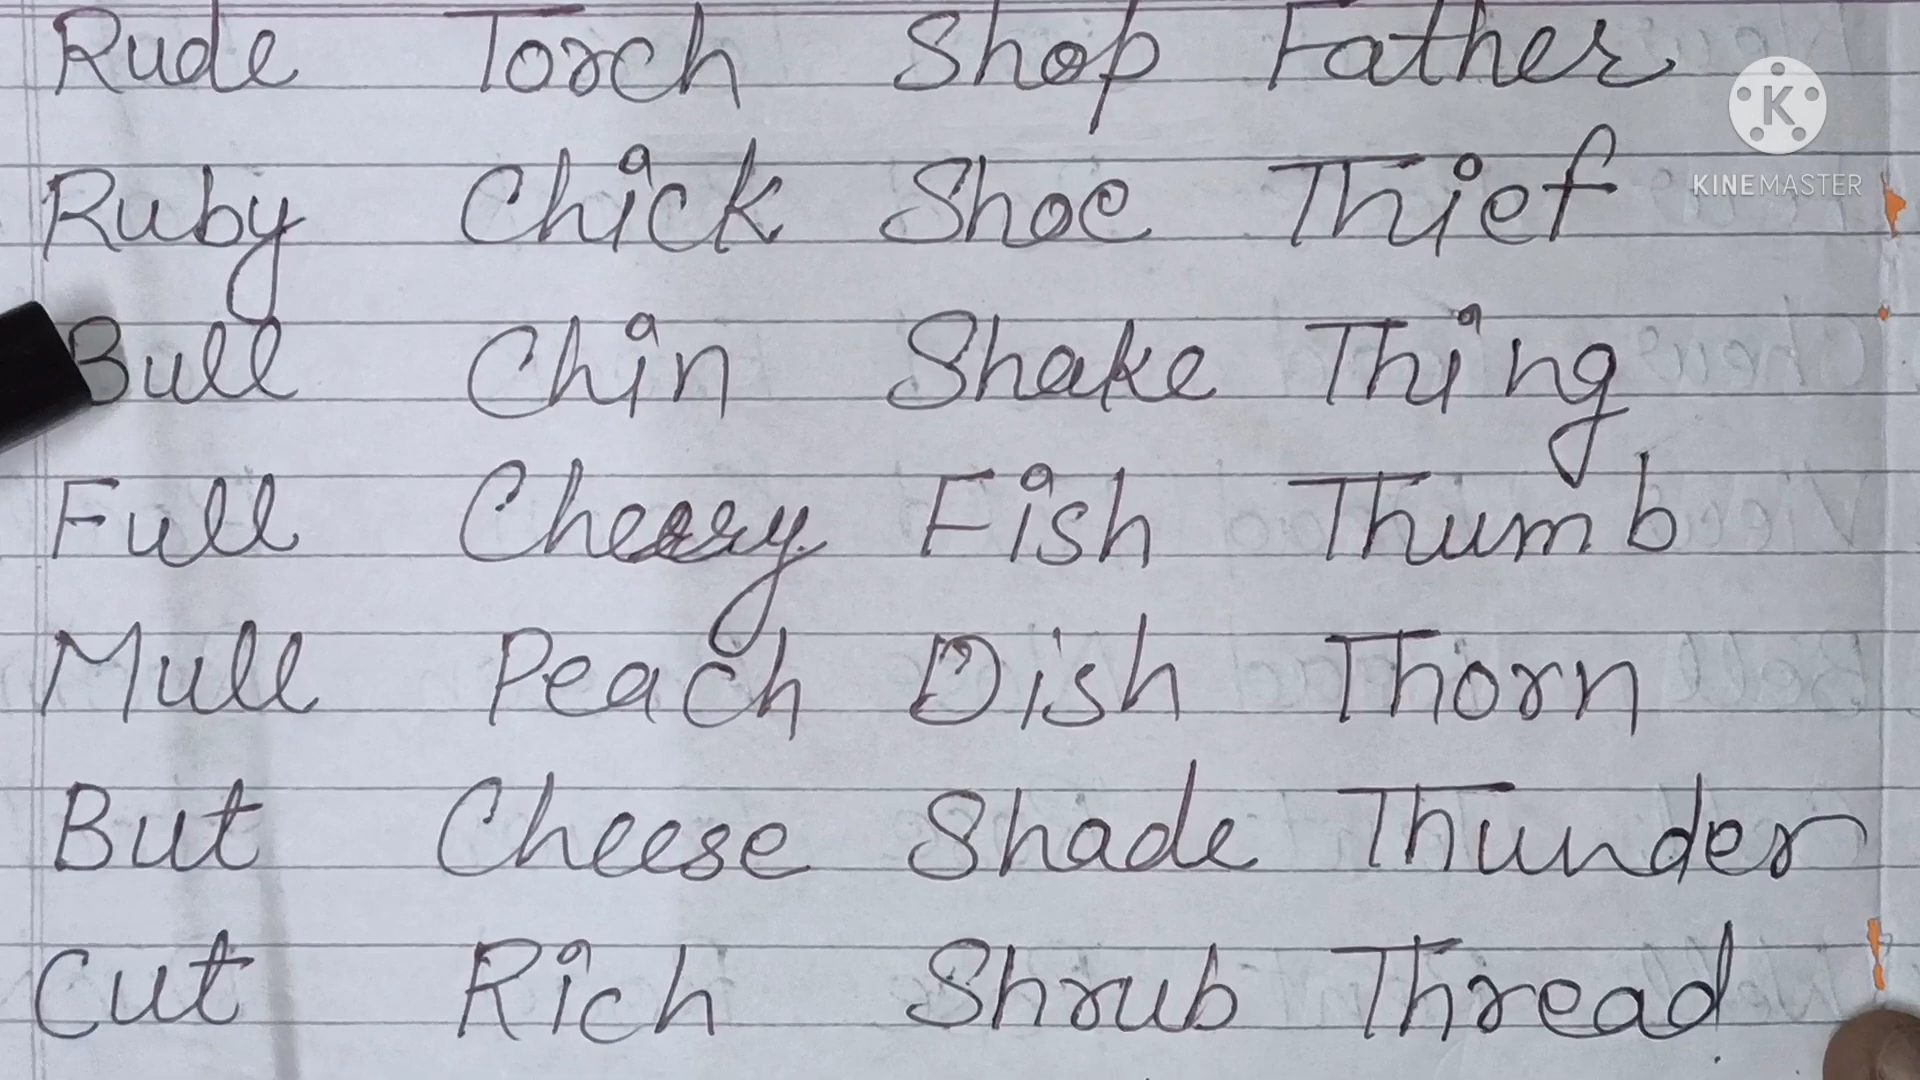 Rude Torch Shop Father
Ruby Chick Shoe Thief
Bull Chin Shake Thing
Full Cherry Fish Thumb
Mull Peach Dish Thorn
But Cheese Shade Thunder
Cut Rich Shrub Thread
K
KINEMASTER